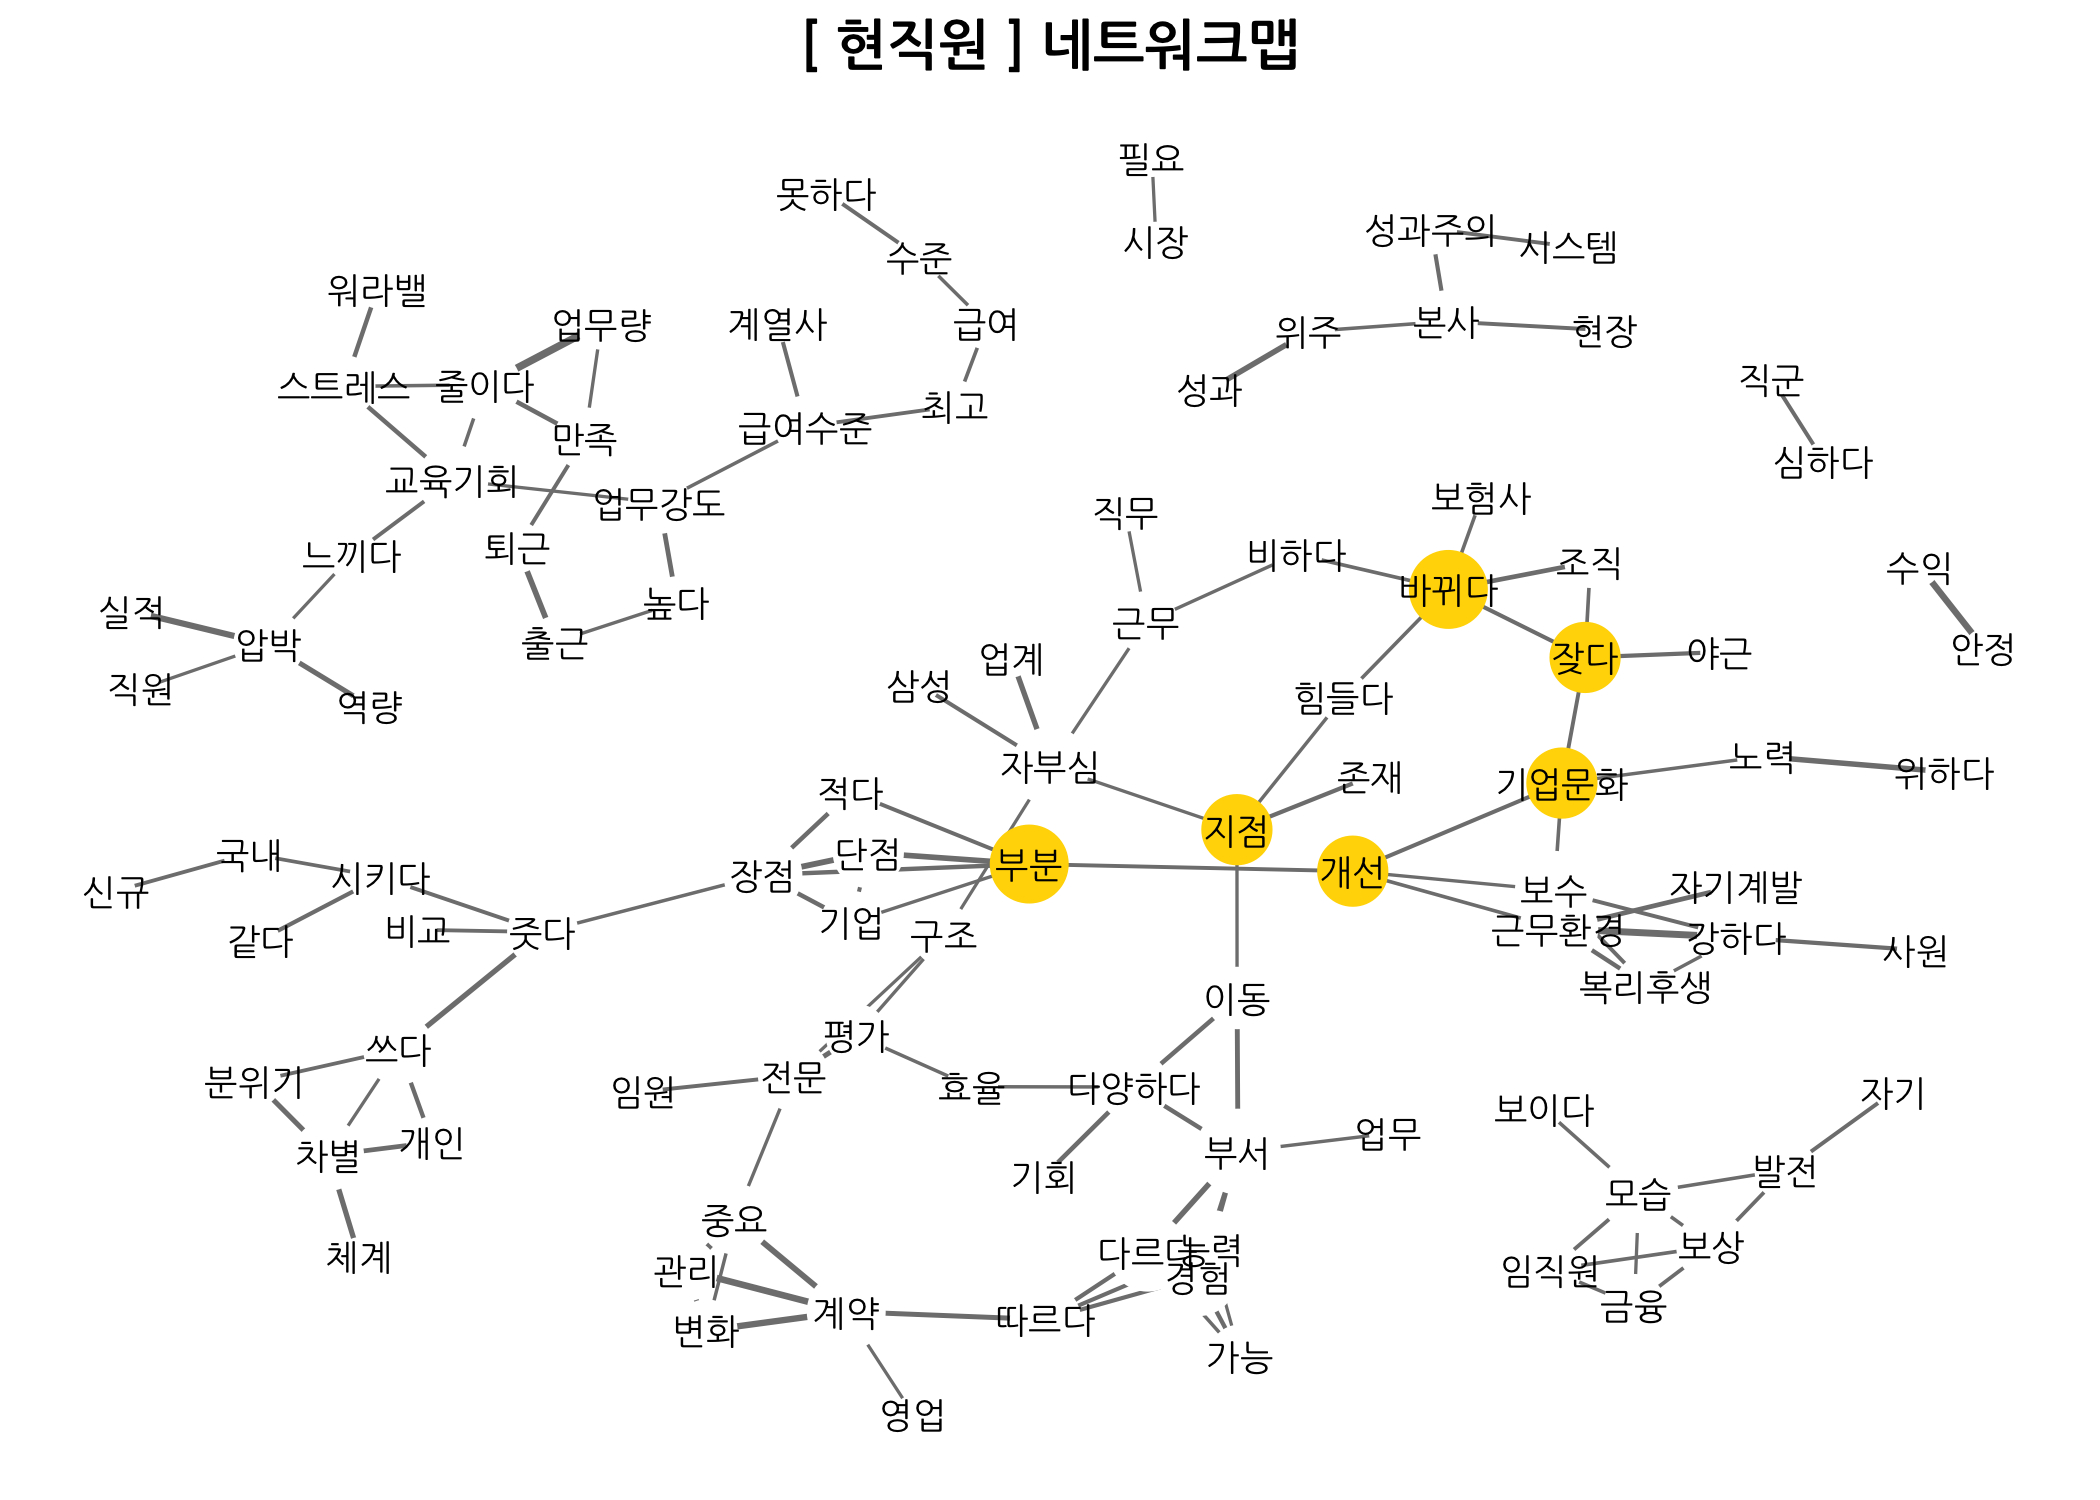 [ 현직원 ] 네트워크맵
필요
못하다
성과주의
시장
시스템
수준
워라밸
업무량
계열사
급여
위주
본사
현장
스트레스
줄이다
성과
직군
최고
급여수준
만족
심하다
교육기회
업무강도
보험사
직무
퇴근
느끼다
비하다
조직
수익
바뀌다
실적
높다
근무
압박
출근
안정
야근
잦다
업계
직원
삼성
역량
힘들다
노력
자부심
위하다
존재
기업문화
적다
지점
국내
단점
부분
개선
장점
시키다
신규
보수
자기계발
기업
비교
줏다
구조
근무환경
강하다
같다
사원
복리후생
이동
평가
쓰다
분위기
전문
임원
효율
다양하다
자기
보이다
업무
개인
차별
부서
기회
발전
모습
중요
다르다
능력
보상
체계
관리
경험
임직원
금융
계약
따르다
변화
가능
영업